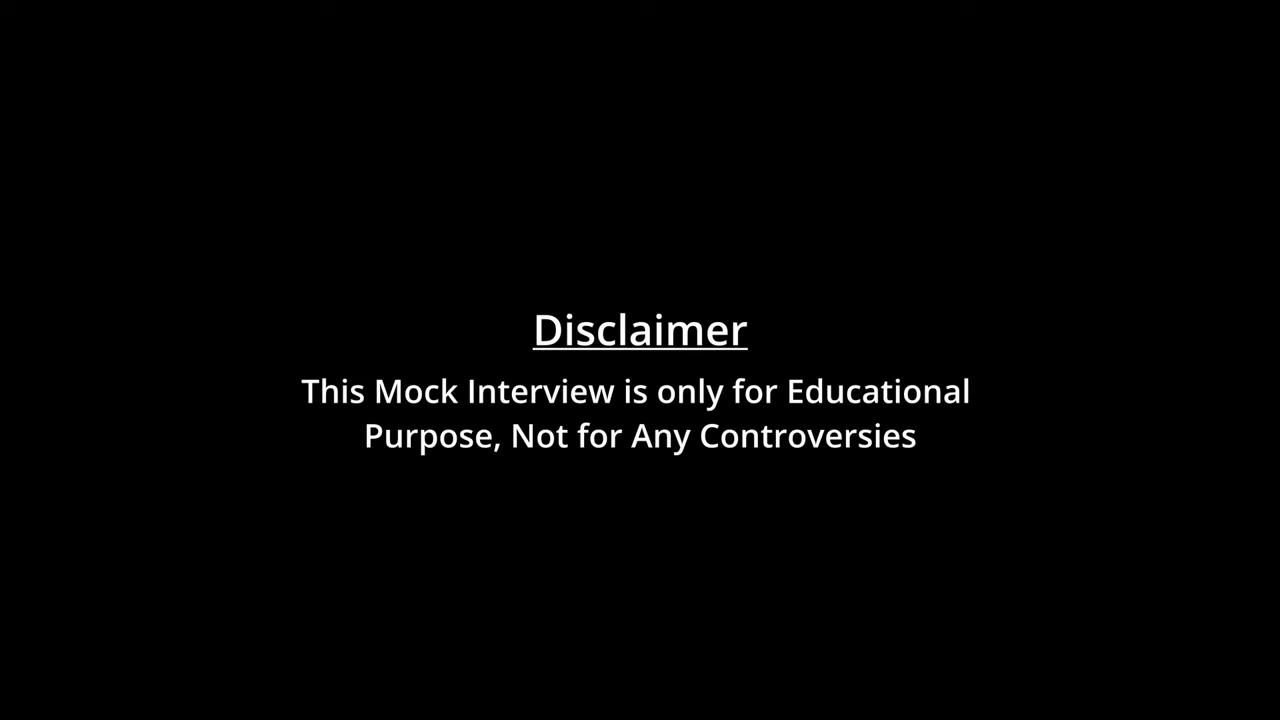 Disclaimer
This Mock Interview is only for Educational
Purpose, Not for Any Controversies